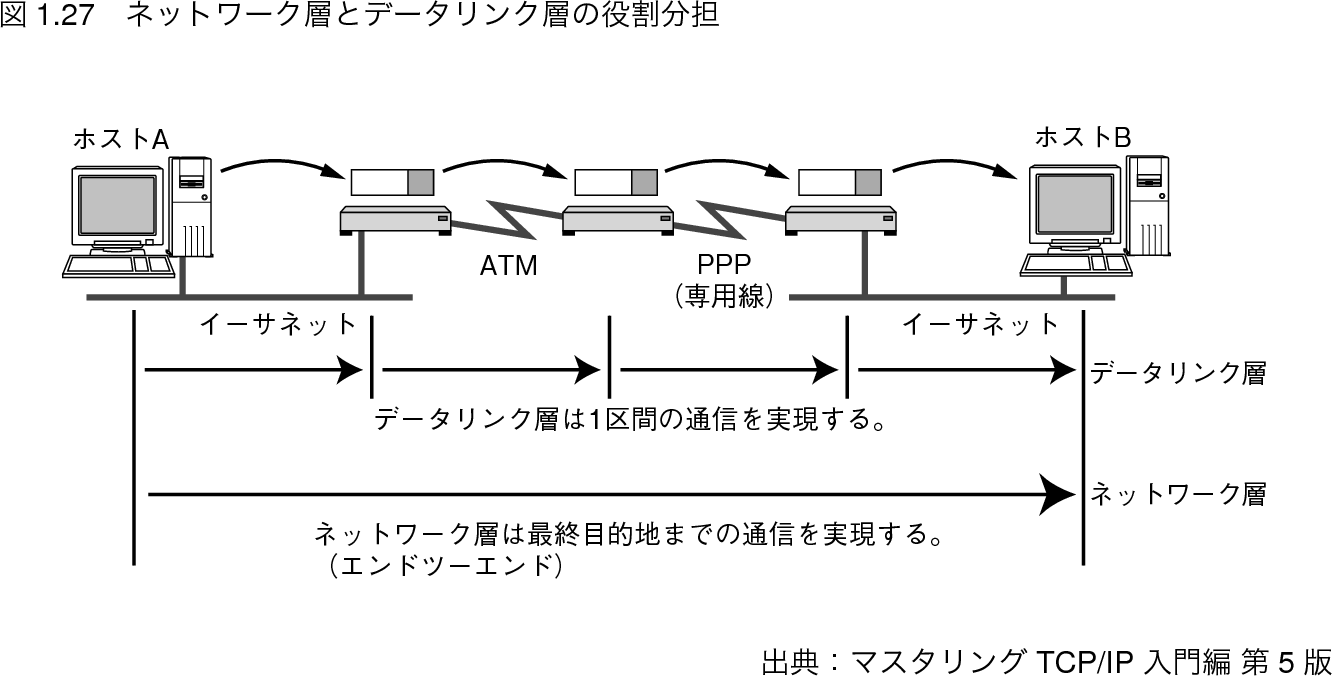 図 1.27　ネットワーク層とデータリンク層の役割分担
ホストA
ホストB
ATM
PPP
（専用線）
イーサネット
イーサネット
データリンク層
データリンク層は1区間の通信を実現する。
ネットワーク層
ネットワーク層は最終目的地までの通信を実現する。
（エンドツーエンド）
出典：マスタリング TCP/IP 入門編 第 5 版